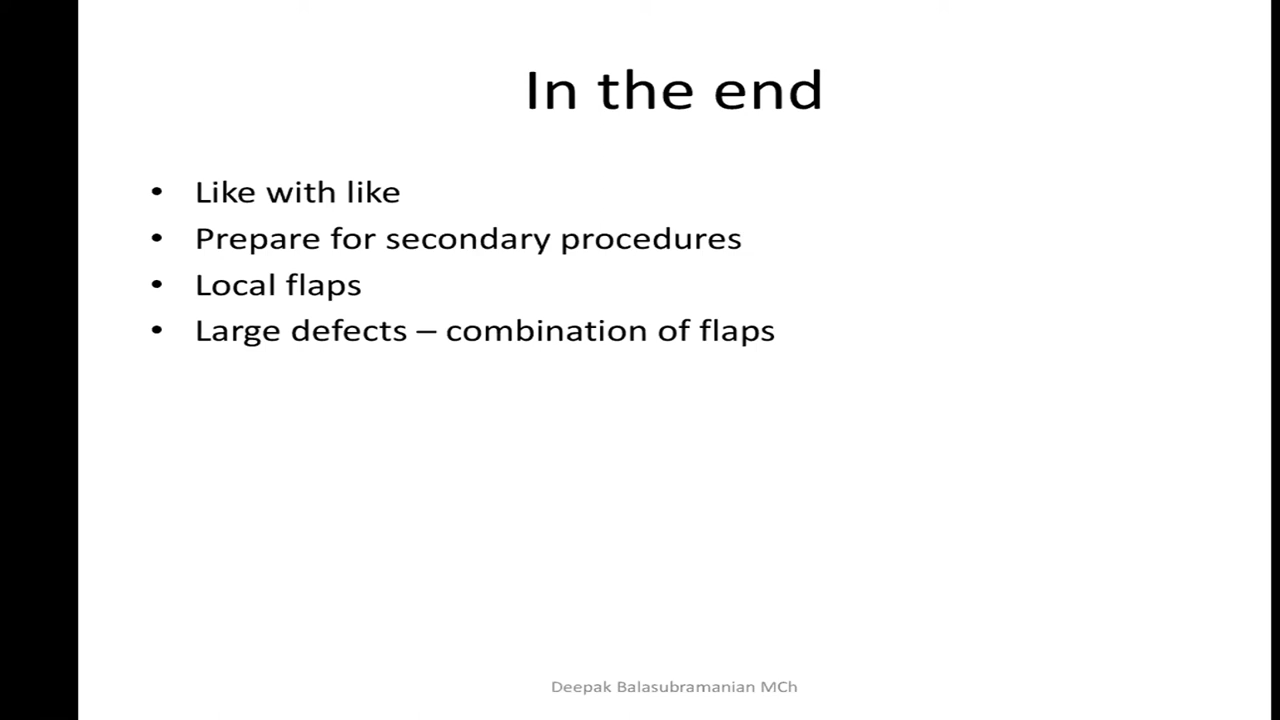 In the end
• Like with like
• Prepare for secondary procedures
• Local flaps
• Large defects – combination of flaps
Deepak Balasubramanian MCh